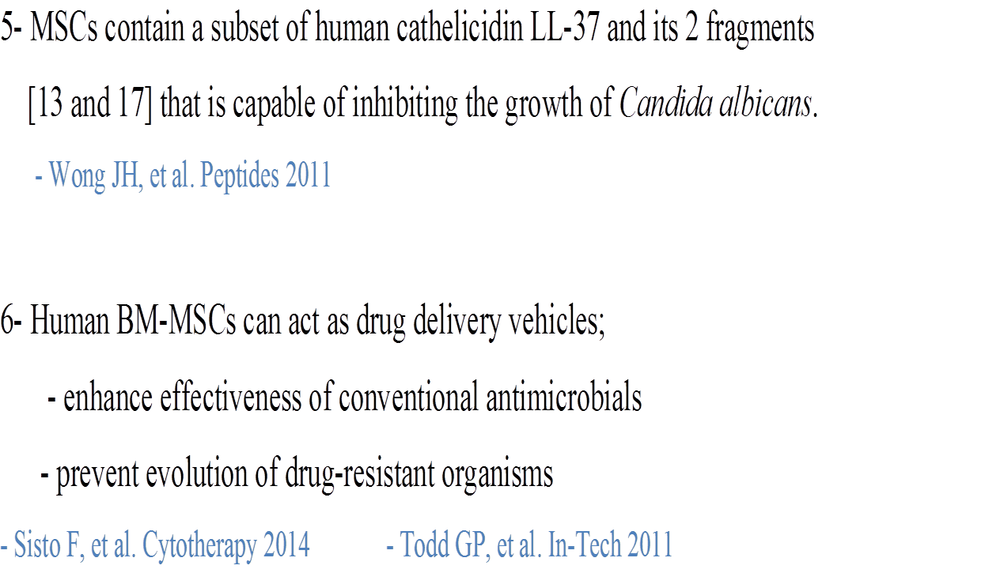 5- MSCs contain a subset of human cathelicidin LL-37 and its 2 fragments
[13 and 17] that is capable of inhibiting the growth of Candida albicans.
- Wong JH, et al. Peptides 2011
6- Human BM-MSCs can act as drug delivery vehicles;
- enhance effectiveness of conventional antimicrobials
- prevent evolution of drug-resistant organisms
- Sisto F, et al. Cytotherapy 2014 - Todd GP, et al. In-Tech 2011